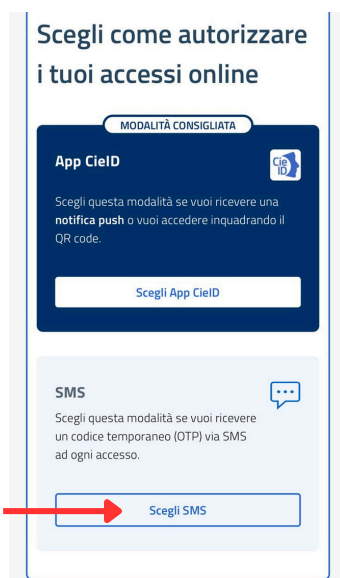 Scegli come autorizzare
i tuoi accessi online
MODALITÀ CONSIGLIATA
App CieID
Cie
ID
Scegli questa modalità se vuoi ricevere una
notifica push o vuoi accedere inquadrando il
QR code.
Scegli App CieID
SMS
Scegli questa modalità se vuoi ricevere
un codice temporaneo (OTP) via SMS
ad ogni accesso.
Scegli SMS